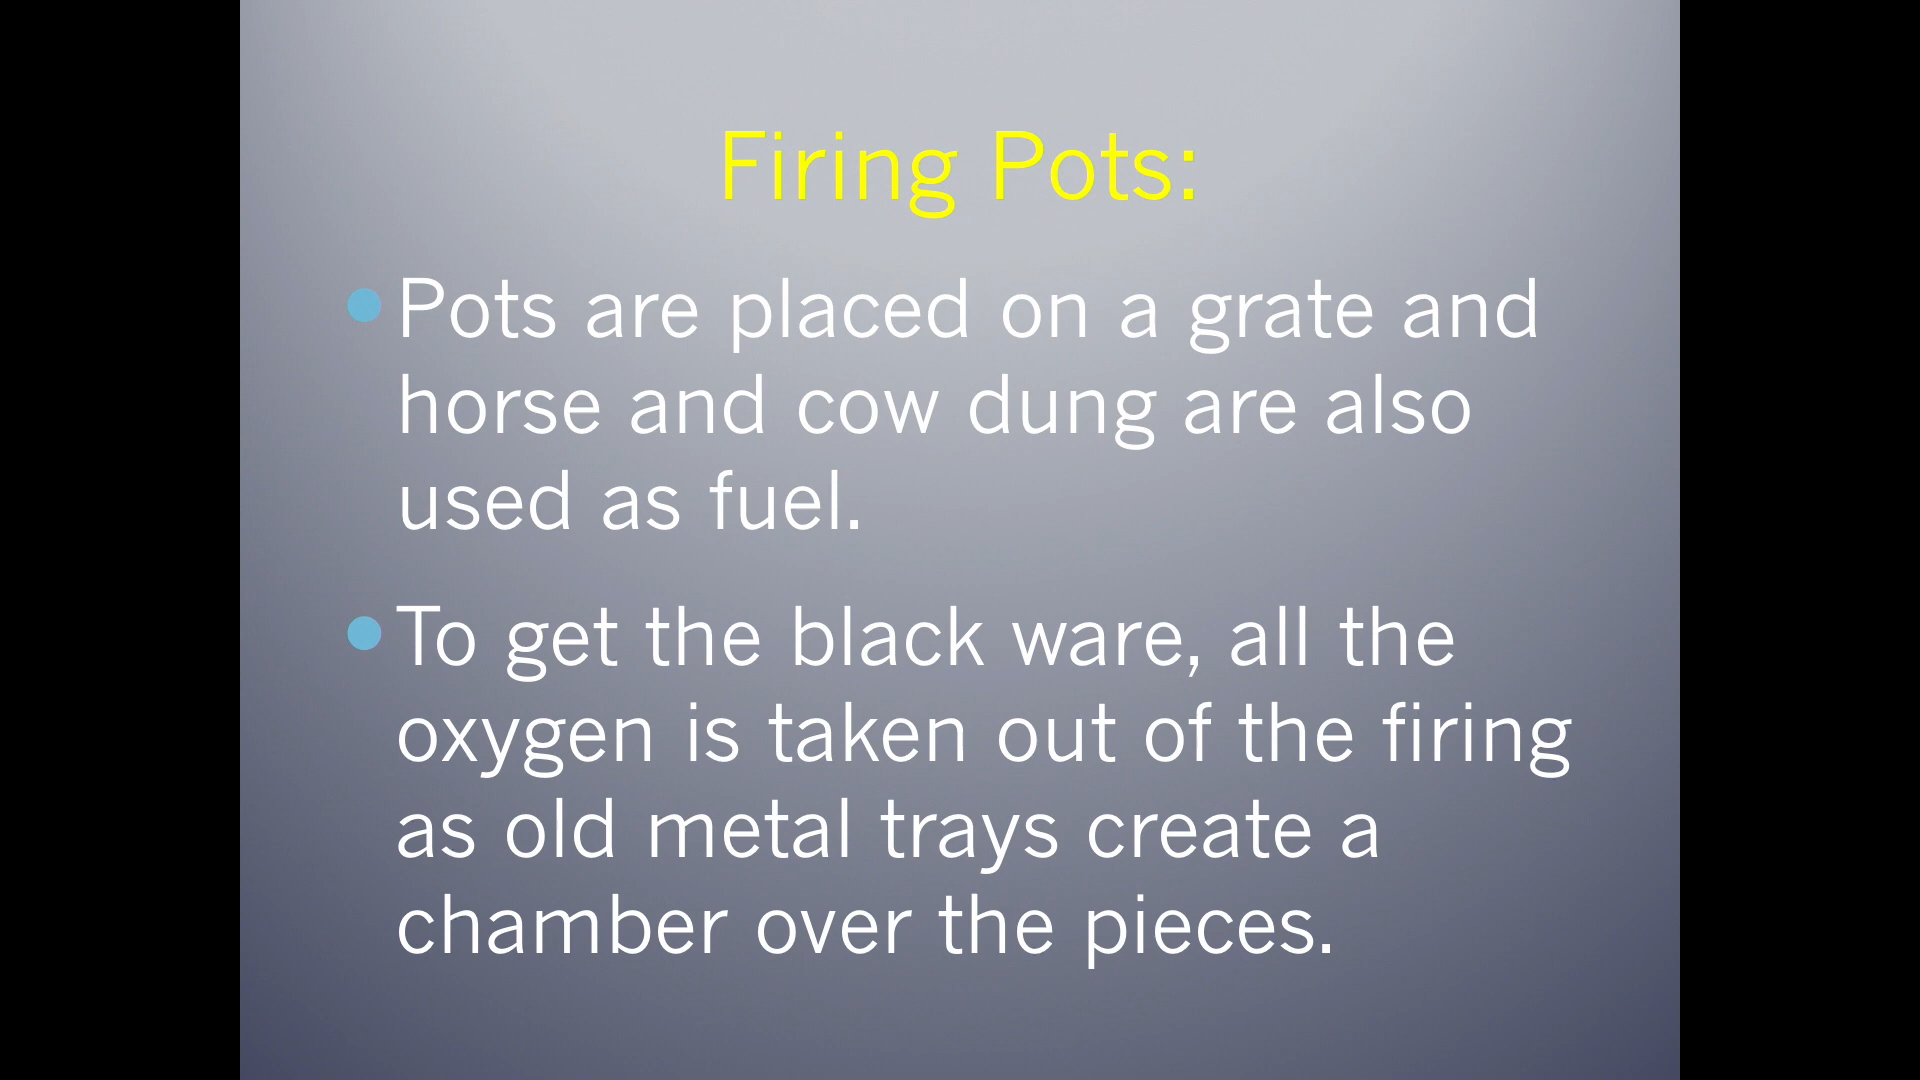 Firing Pots:
• Pots are placed on a grate and
horse and cow dung are also
used as fuel.
• To get the black ware, all the
oxygen is taken out of the firing
as old metal trays create a
chamber over the pieces.